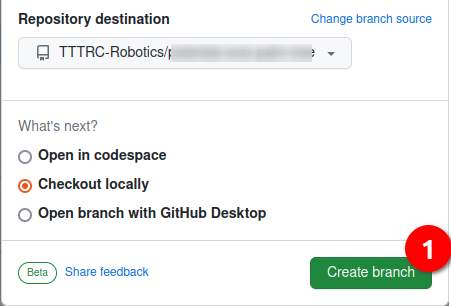 Repository destination
Change branch source
TTTRC-Robotics/
What's next?
Open in codespace
Checkout locally
Open branch with GitHub Desktop
1
Beta
Share feedback
Create branch